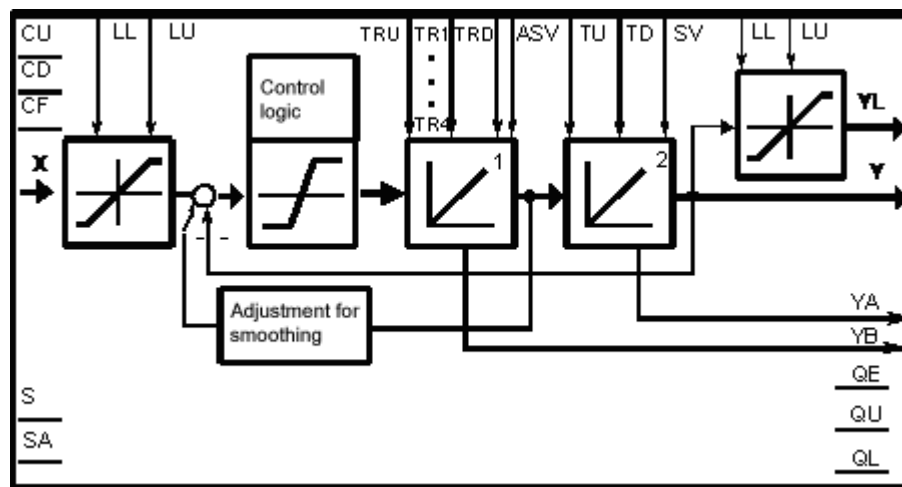 CU
LL
LU
TRU
TR1
TRD
ASV
TU
TD
SV
LL
LU
CD
CF
Control
logic
YL
TR4
X
1
2
Y
Adjustment for
smoothing
YA
YB
QE
S
QU
SA
QL